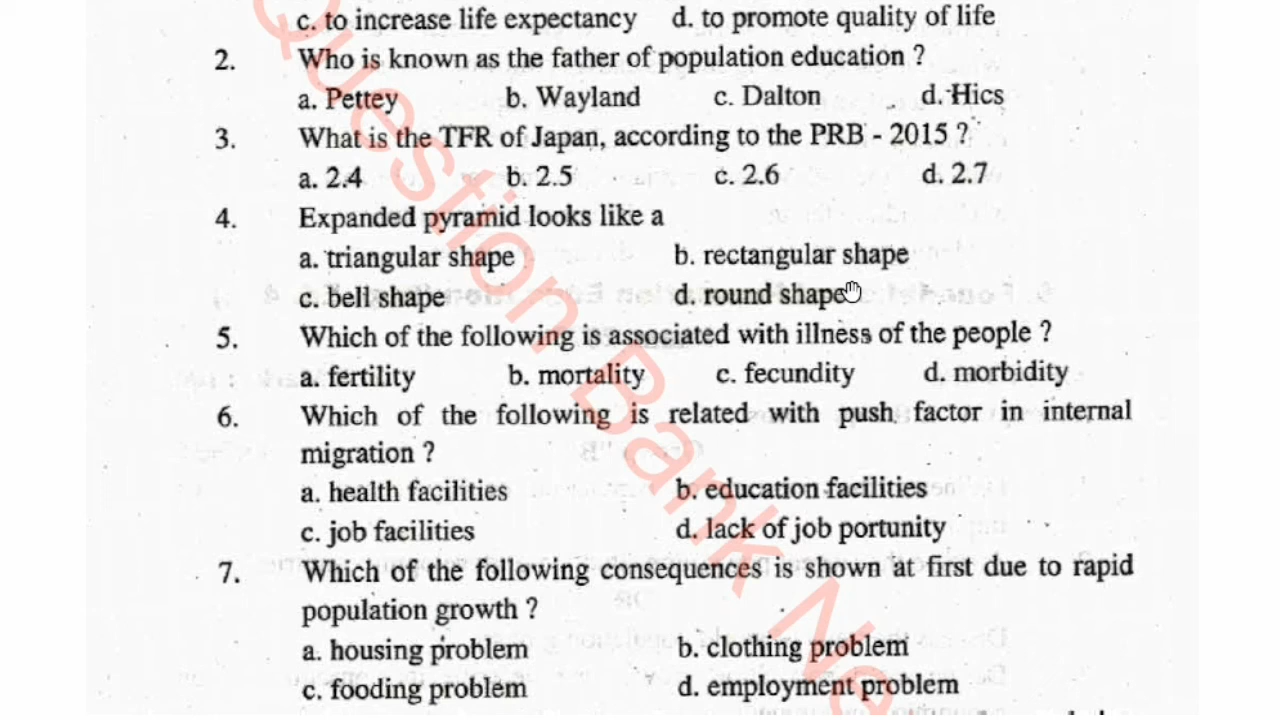 c. to increase life expectancy d. to promote quality of life
2. Who is known as the father of population education ?
a. Pettey b. Wayland c. Dalton d. Hics
3. What is the TFR of Japan, according to the PRB - 2015 ?
a. 2.4 b. 2.5 c. 2.6 d. 2.7
4. Expanded pyramid looks like a
a. triangular shape b. rectangular shape
c. bell shape d. round shape
5. Which of the following is associated with illness of the people ?
a. fertility b. mortality c. fecundity d. morbidity
6. Which of the following is related with push factor in internal
migration ?
a. health facilities b. education facilities
c. job facilities d. lack of job portunity
7. Which of the following consequences is shown at first due to rapid
population growth ?
a. housing problem b. clothing problem
c. fooding problem d. employment problem
Question Bank Ne